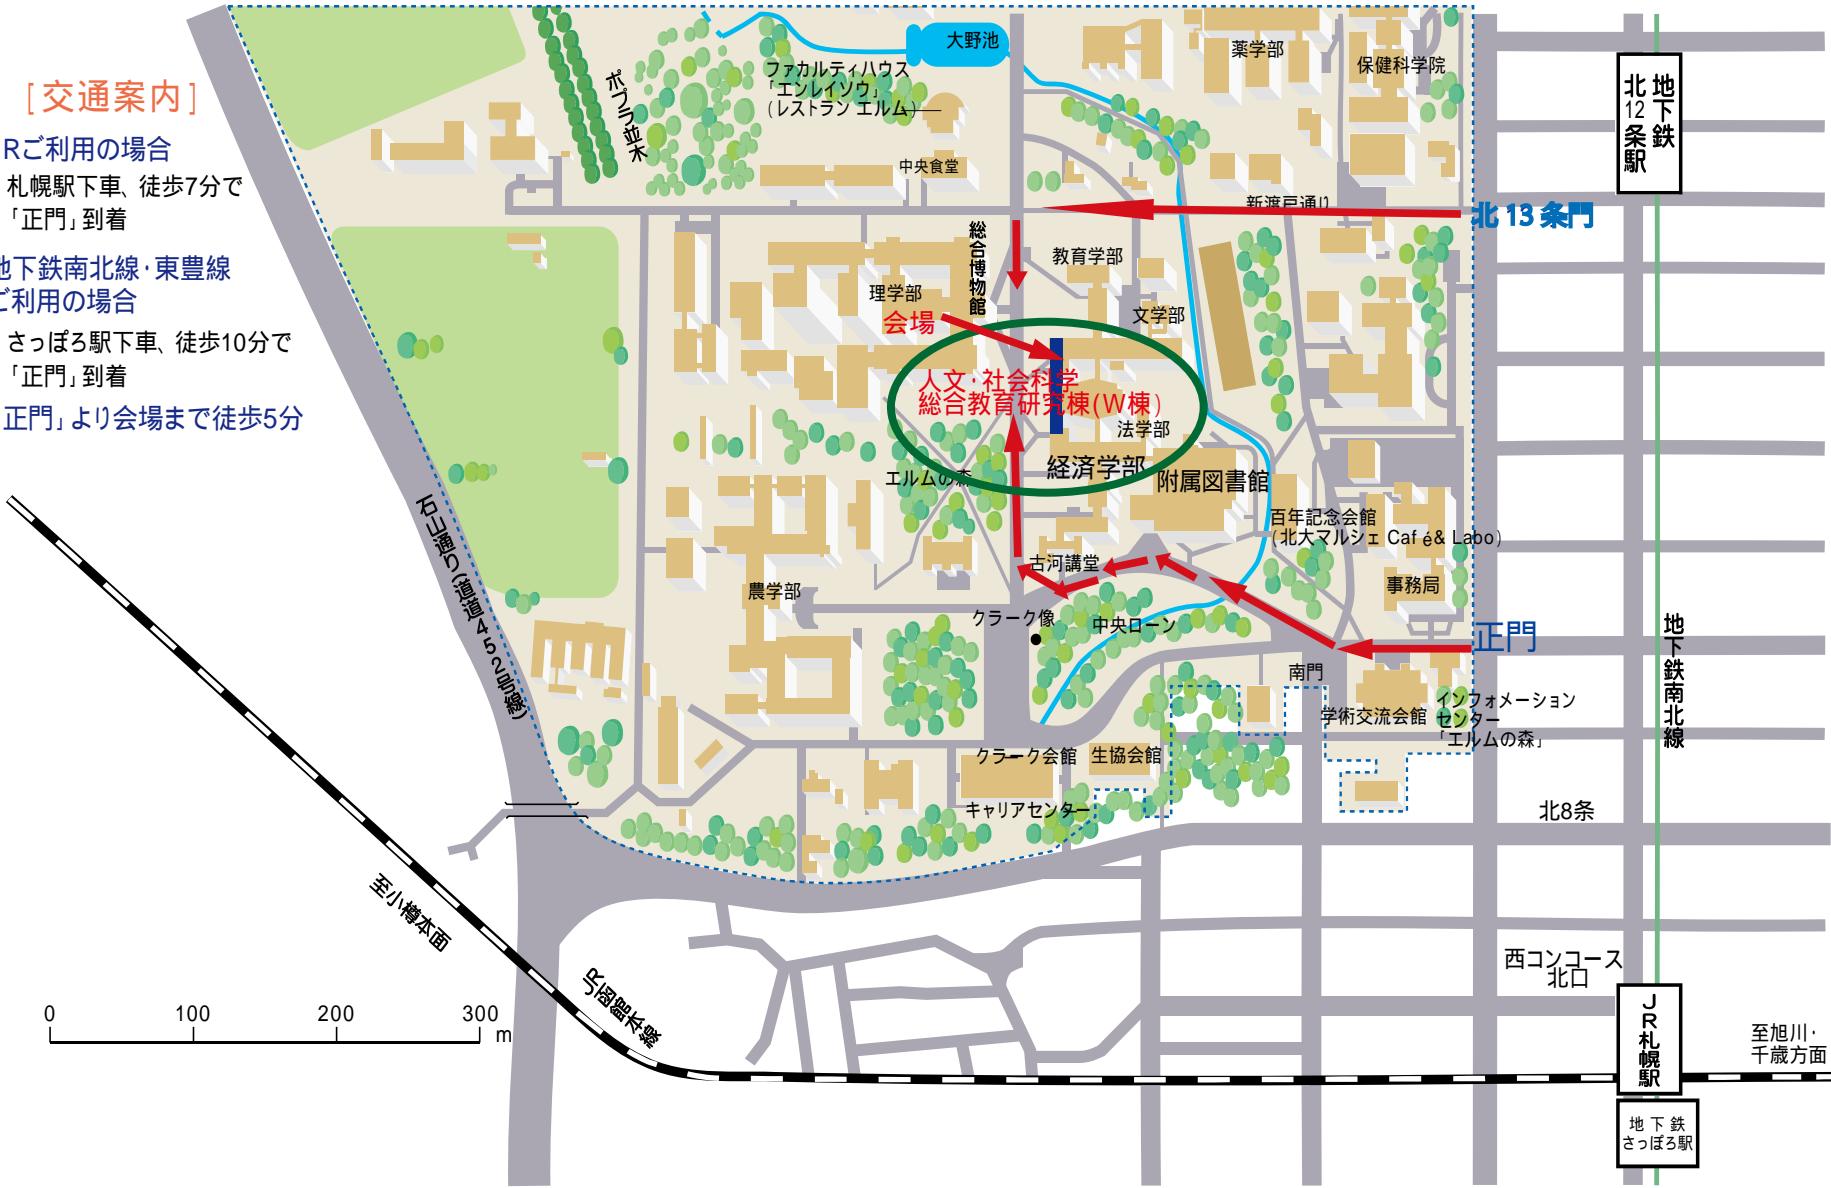 [交通案内]
Rご利用の場合
札幌駅下車、徒歩7分で
「正門」到着
地下鉄南北線・東豊線
ご利用の場合
さっぽろ駅下車、徒歩10分で
「正門」到着
正門」より会場まで徒歩5分
大野池
ファカルティハウス
「エンレイソウ」
(レストラン エルム)
ポプラ並木
中央食堂
薬学部
保健科学院
地下鉄
北12条駅
新渡戸通り
北13条門
総合博物館
教育学部
理学部
文学部
会場
人文・社会科学
総合教育研究棟(W棟)
法学部
経済学部
附属図書館
エルムの森
百年記念会館
(北大マルシェ Café & Labo)
古河講堂
事務局
農学部
クラーク像
中央ローン
正門
南門
学術交流会館
インフォメーション
センター
「エルムの森」
クラーク会館
生協会館
キャリアセンター
石山通り(道道452号線)
地下鉄南北線
北8条
至小樽本面
JR函館本線
西コンコース
北口
JR札幌駅
至旭川・
千歳方面
地下鉄
さっぽろ駅
0 100 200 300
m